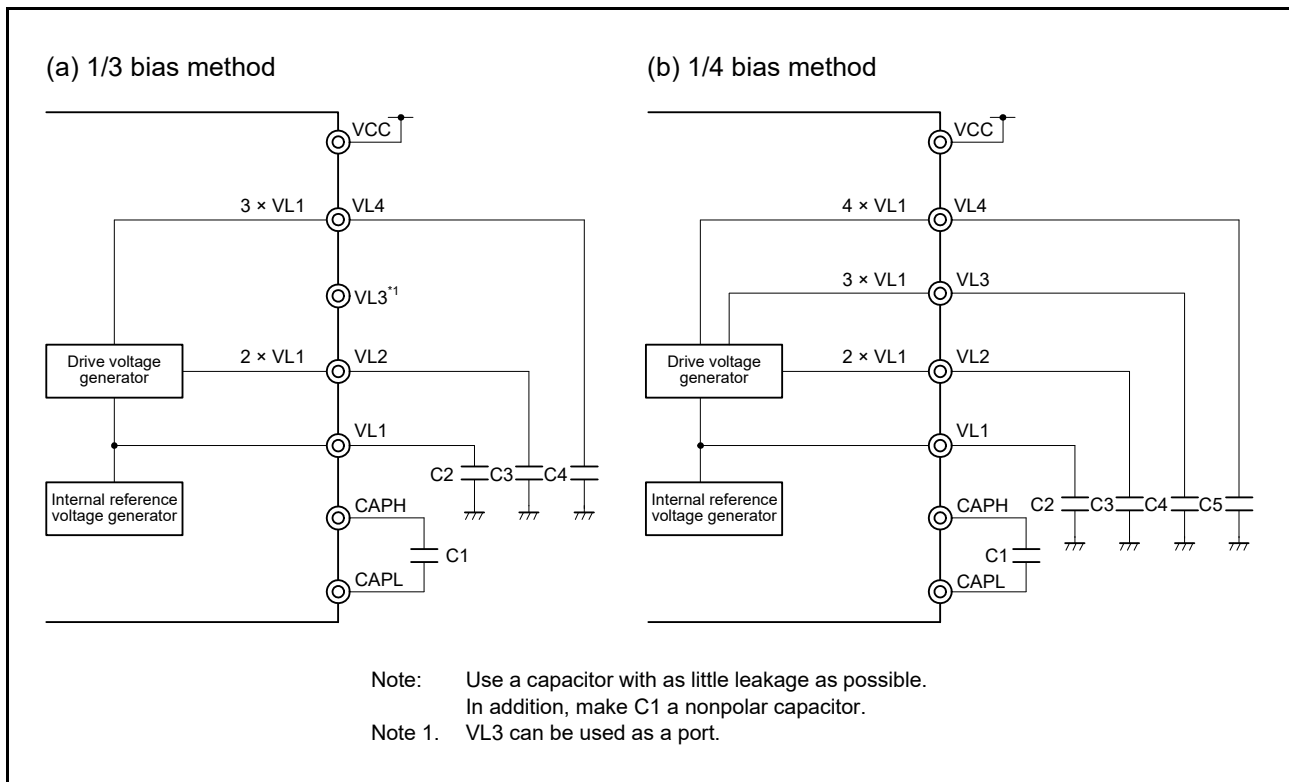 (a) 1/3 bias method
VCC
3 × VL1
VL4
VL3*1
Drive voltage
generator
2 × VL1
VL2
VL1
Internal reference
voltage generator
C2
C3
C4
CAPH
C1
CAPL
(b) 1/4 bias method
VCC
4 × VL1
VL4
3 × VL1
VL3
Drive voltage
generator
2 × VL1
VL2
VL1
Internal reference
voltage generator
C2
C3
C4
C5
CAPH
C1
CAPL
Note: Use a capacitor with as little leakage as possible.
In addition, make C1 a nonpolar capacitor.
Note 1. VL3 can be used as a port.